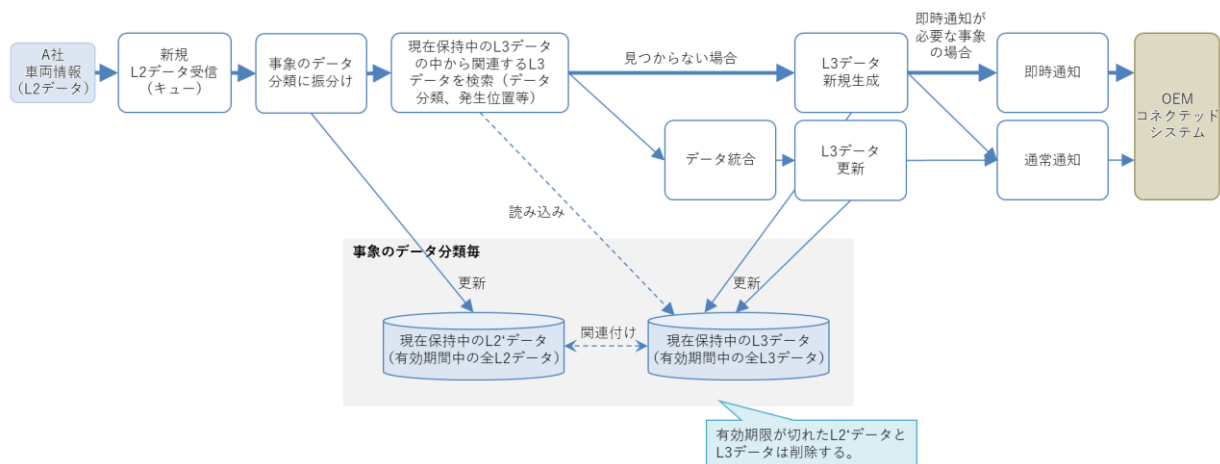 A社
車両情報
(L2データ)
新規
L2データ受信
(キュー)
事象のデータ
分類に振分け
現在保持中のL3データ
の中から関連するL3
データを検索（データ
分類、発生位置等）
見つからない場合
L3データ
新規生成
即時通知が
必要な事象
の場合
即時通知
OEM
コネクテッド
システム
データ統合
L3データ
更新
通常通知
読み込み
事象のデータ分類毎
更新
更新
現在保持中のL2‘データ
(有効期間中の全L2データ)
関連付け
現在保持中のL3データ
(有効期間中の全L3データ)
有効期限が切れたL2‘データと
L3データは削除する。